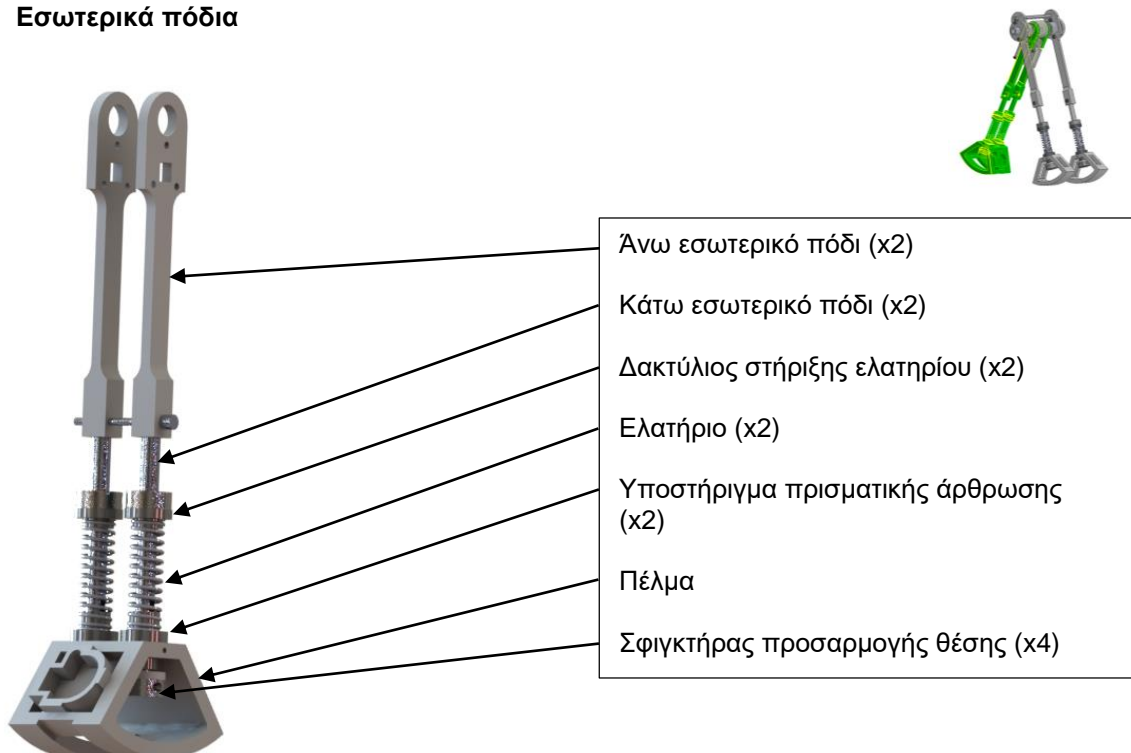 Εσωτερικά πόδια
Άνω εσωτερικό πόδι (x2)
Κάτω εσωτερικό πόδι (x2)
Δακτύλιος στήριξης ελατηρίου (x2)
Ελατήριο (x2)
Υποστήριγμα πρισματικής άρθρωσης
(x2)
Πέλμα
Σφιγκτήρας προσαρμογής θέσης (x4)